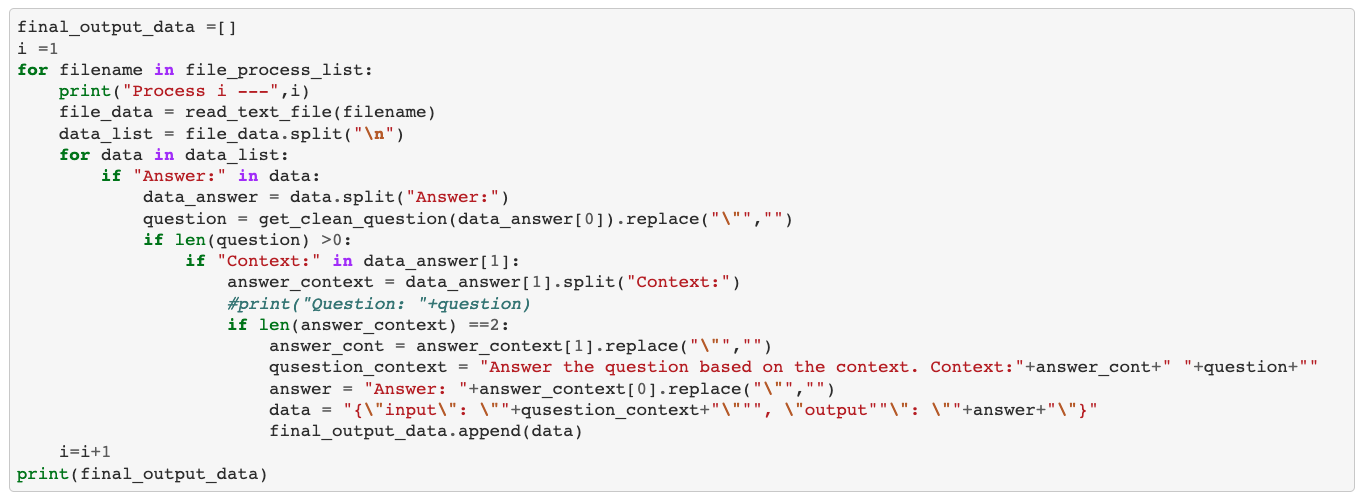 final_output_data =[]
i =1
for filename in file_process_list:
    print("Process i ---",i)
    file_data = read_text_file(filename)
    data_list = file_data.split("\n")
    for data in data_list:
        if "Answer:" in data:
            data_answer = data.split("Answer:")
            question = get_clean_question(data_answer[0]).replace("\"","")
            if len(question) >0:
                if "Context:" in data_answer[1]:
                    answer_context = data_answer[1].split("Context:")
                    #print("Question: "+question)
                    if len(answer_context) ==2:
                        answer_cont = answer_context[1].replace("\"","")
                        qusestion_context = "Answer the question based on the context. Context:"+answer_cont+" "+question+""
                        answer = "Answer: "+answer_context[0].replace("\"","")
                        data = "{\"input\": \""+qusestion_context+"\""", \"output""\": \""+answer+"\"}"
                        final_output_data.append(data)
    i=i+1
print(final_output_data)